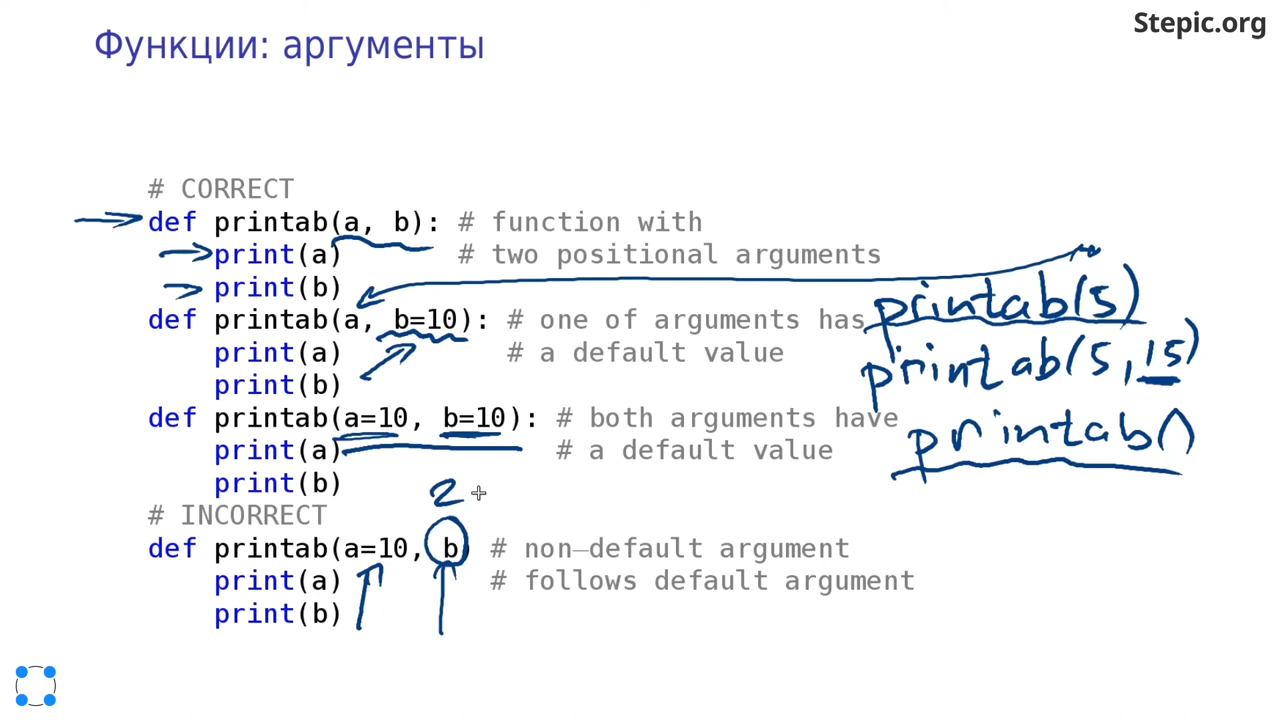 Stepic.org
Функции: аргументы
# CORRECT
def printab(a, b): # function with
print(a) # two positional arguments
print(b)
def printab(a, b=10): # one of arguments has
print(a) # a default value
print(b)
def printab(a=10, b=10): # both arguments have
print(a) # a default value
print(b)
# INCORRECT
def printab(a=10, b) # non–default argument
print(a) # follows default argument
print(b)
printab(5)
printab(5,15)
printab()
2